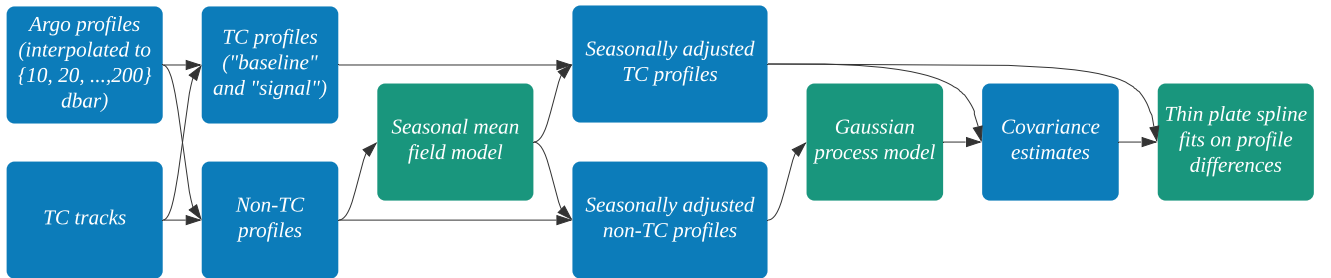 Argo profiles
(interpolated to
{10, 20, ...,200}
dbar)
TC profiles
("baseline"
and "signal")
Seasonally adjusted
TC profiles
Seasonal mean
field model
Gaussian
process model
Covariance
estimates
Thin plate spline
fits on profile
differences
TC tracks
Non-TC
profiles
Seasonally adjusted
non-TC profiles